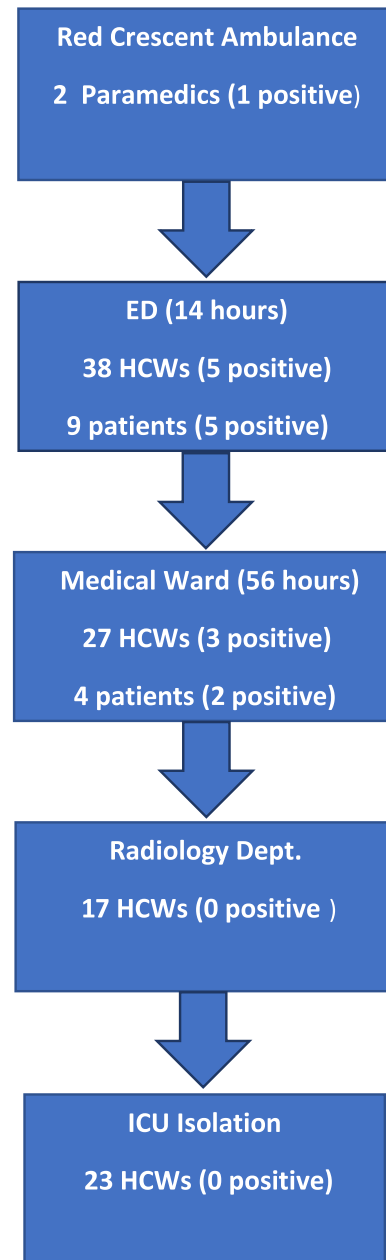 Red Crescent Ambulance
2 Paramedics (1 positive)
ED (14 hours)
38 HCWs (5 positive)
9 patients (5 positive)
Medical Ward (56 hours)
27 HCWs (3 positive)
4 patients (2 positive)
Radiology Dept.
17 HCWs (0 positive )
ICU Isolation
23 HCWs (0 positive)